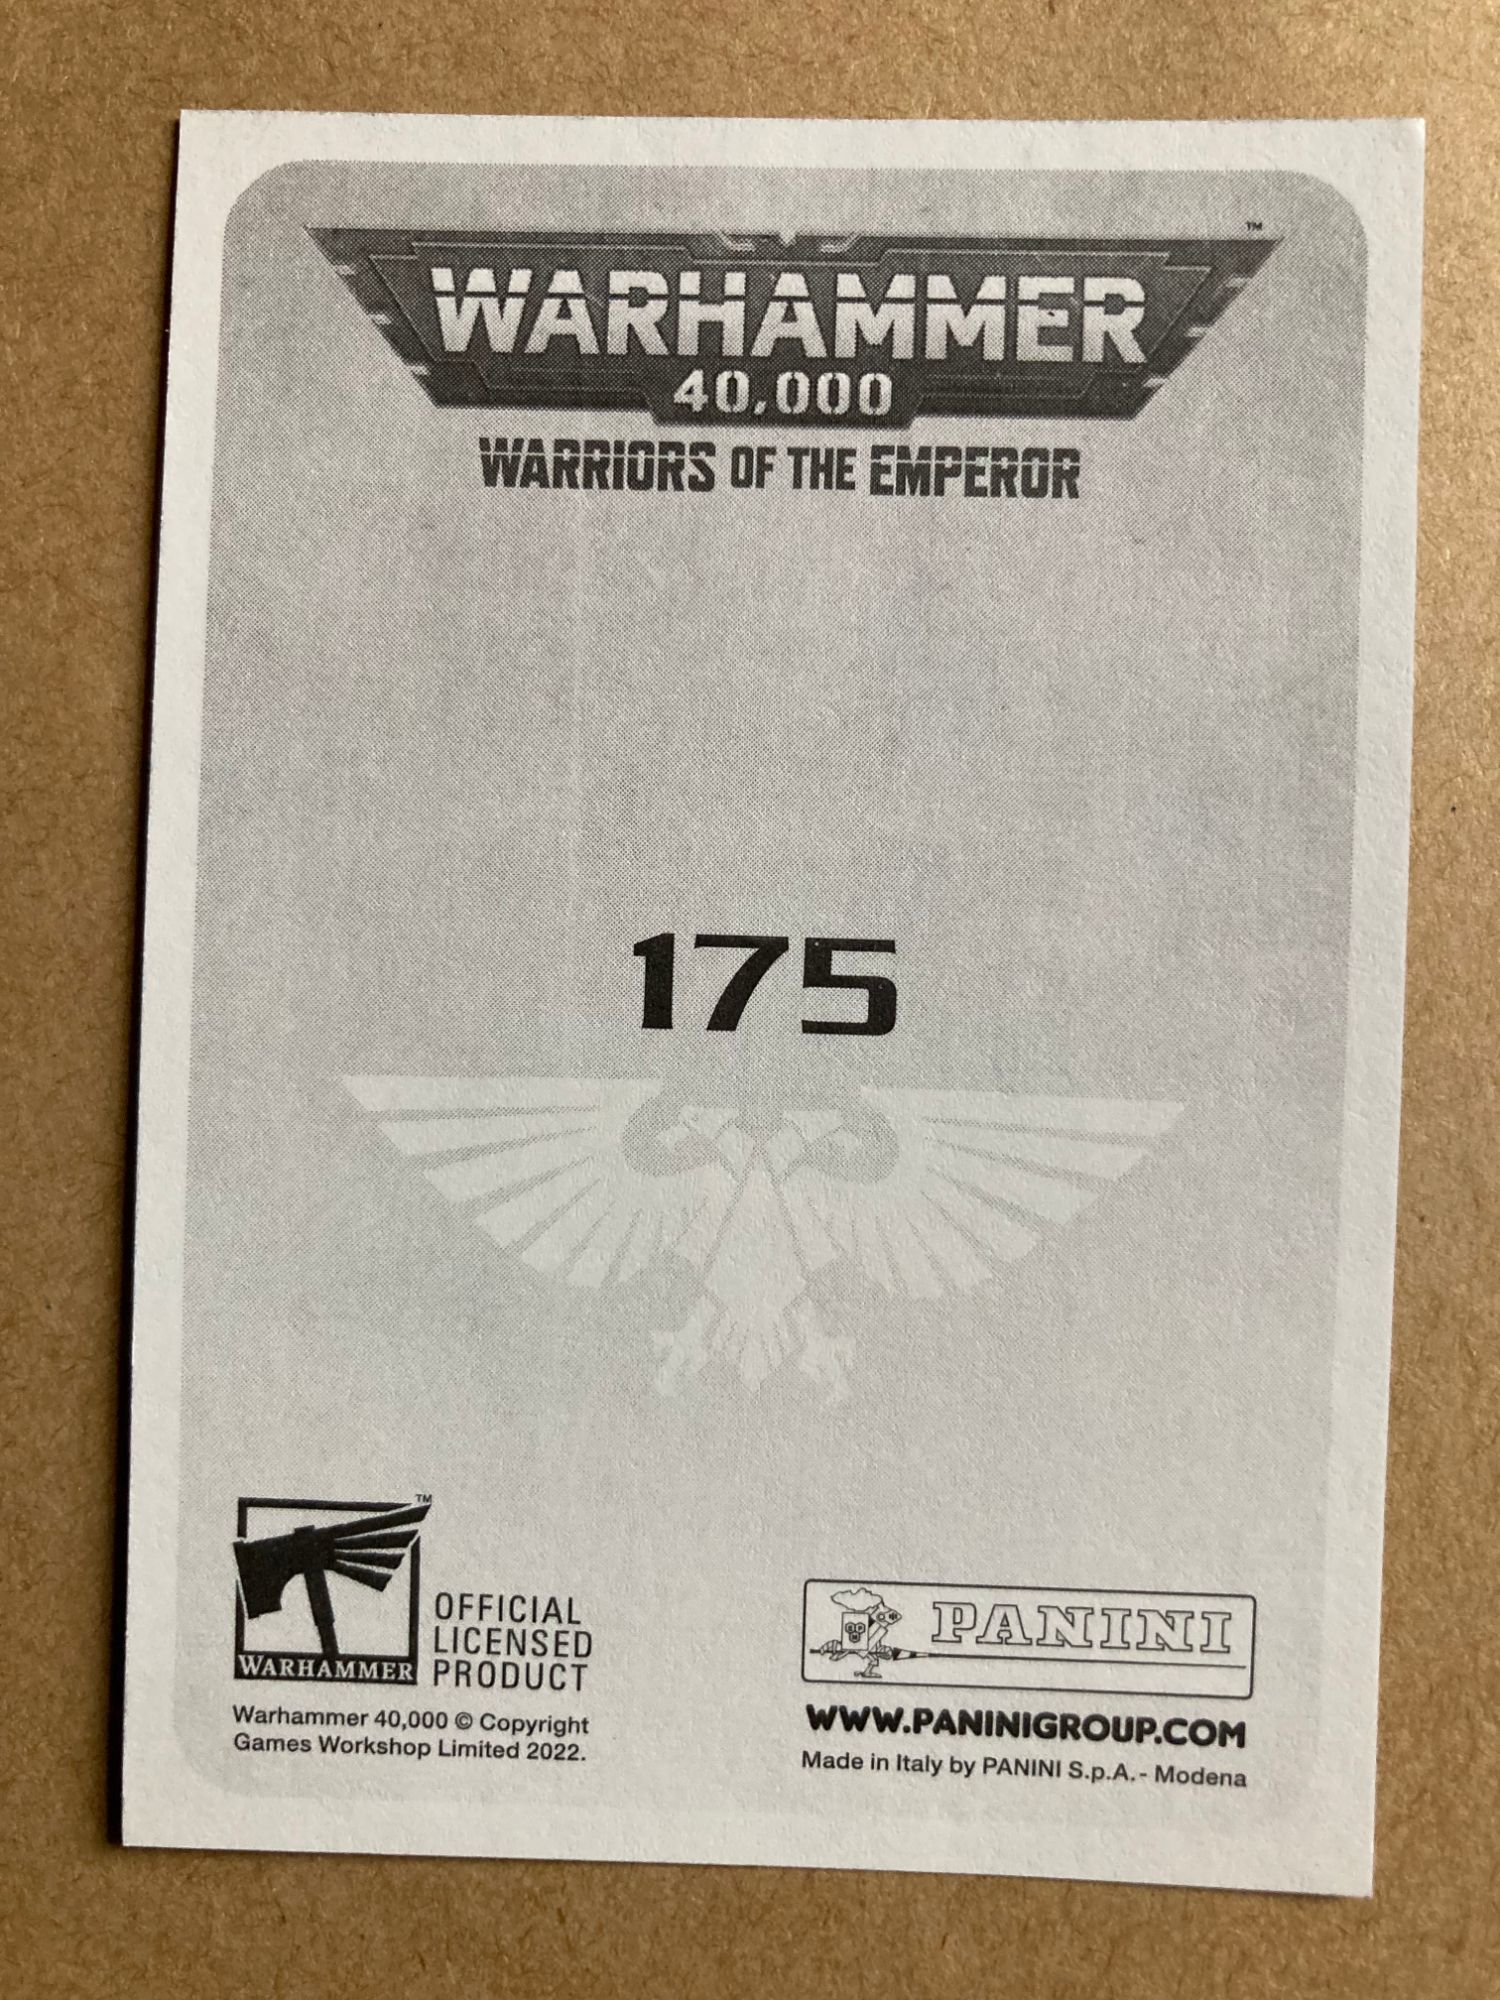 WARHAMMER
™
40,000
WARRIORS OF THE EMPEROR
175
™
WARHAMMER
OFFICIAL
LICENSED
PRODUCT
Warhammer 40,000 © Copyright
Games Workshop Limited 2022.
PANINI
WWW.PANINIGROUP.COM
Made in Italy by PANINI S.p.A.- Modena